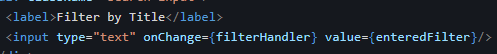 <label>Filter by Title</label>
<input type="text" onChange={filterHandler} value={enteredFilter}/>